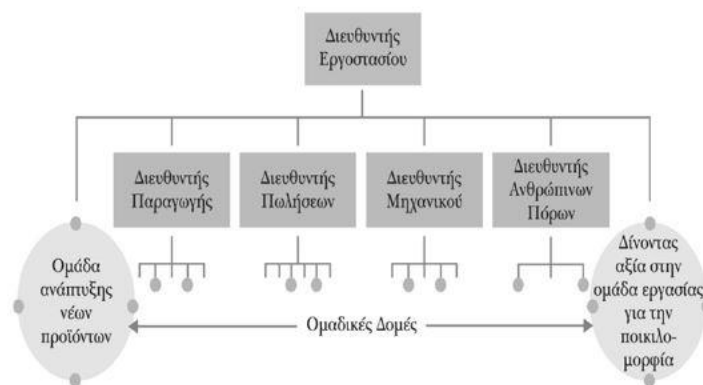 Διευθυντής
Εργοστασίου
Διευθυντής
Παραγωγής
Διευθυντής
Πωλήσεων
Διευθυντής
Μηχανικού
Διευθυντής
Ανθρώπινων
Πόρων
Ομάδα
ανάπτυξης
νέων
προϊόντων
Ομαδικές Δομές
Δίνοντας
αξία στην
ομάδα εργασίας
για την
ποικιλο-
μορφία